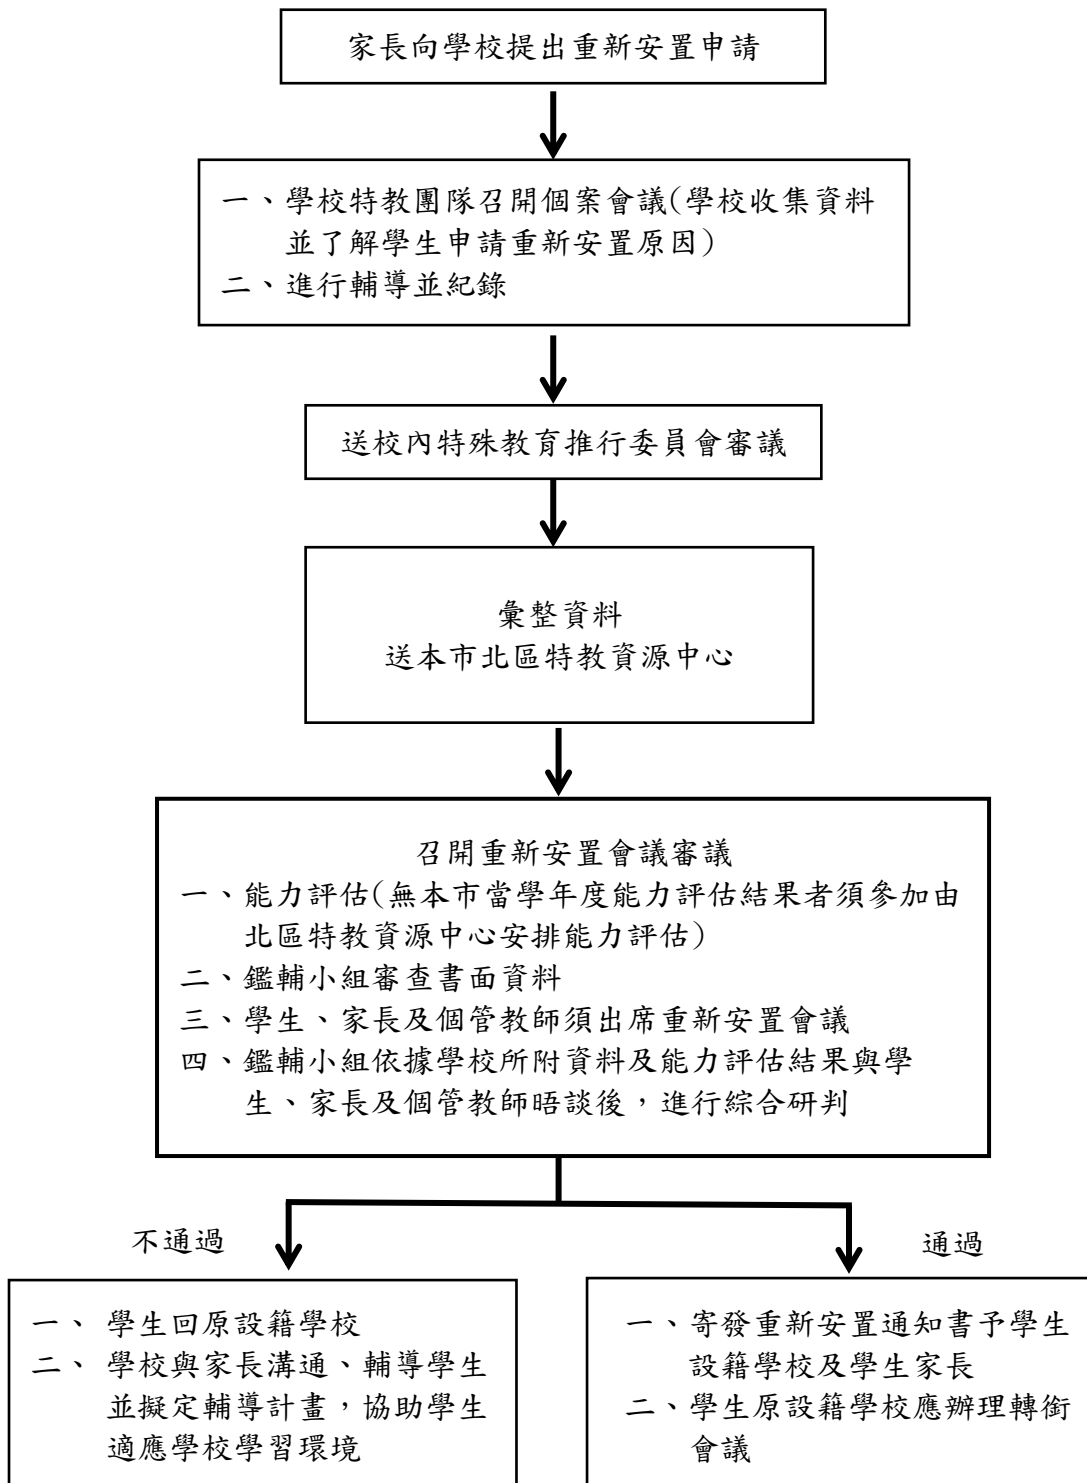 家長向學校提出重新安置申請
一、學校特教團隊召開個案會議(學校收集資料
並了解學生申請重新安置原因)
二、進行輔導並紀錄
送校內特殊教育推行委員會審議
彙整資料
送本市北區特教資源中心
召開重新安置會議審議
一、能力評估(無本市當學年度能力評估結果者須參加由
北區特教資源中心安排能力評估)
二、鑑輔小組審查書面資料
三、學生、家長及個管教師須出席重新安置會議
四、鑑輔小組依據學校所附資料及能力評估結果與學
生、家長及個管教師晤談後，進行綜合研判
不通過
一、 學生回原設籍學校
二、 學校與家長溝通、輔導學生
並擬定輔導計畫，協助學生
適應學校學習環境
通過
一、寄發重新安置通知書予學生
設籍學校及學生家長
二、學生原設籍學校應辦理轉銜
會議